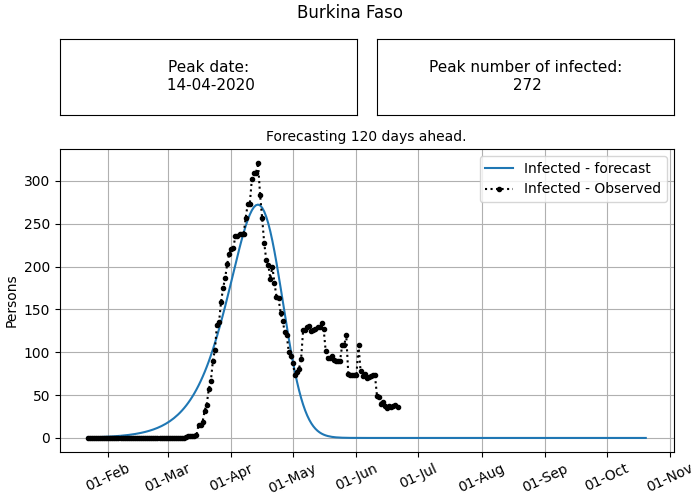 Burkina Faso
Peak date:
14-04-2020
Peak number of infected:
272
Forecasting 120 days ahead.
Infected - forecast
Infected - Observed
Persons
300
250
200
150
100
50
0
01-Feb
01-Mar
01-Apr
01-May
01-Jun
01-Jul
01-Aug
01-Sep
01-Oct
01-Nov